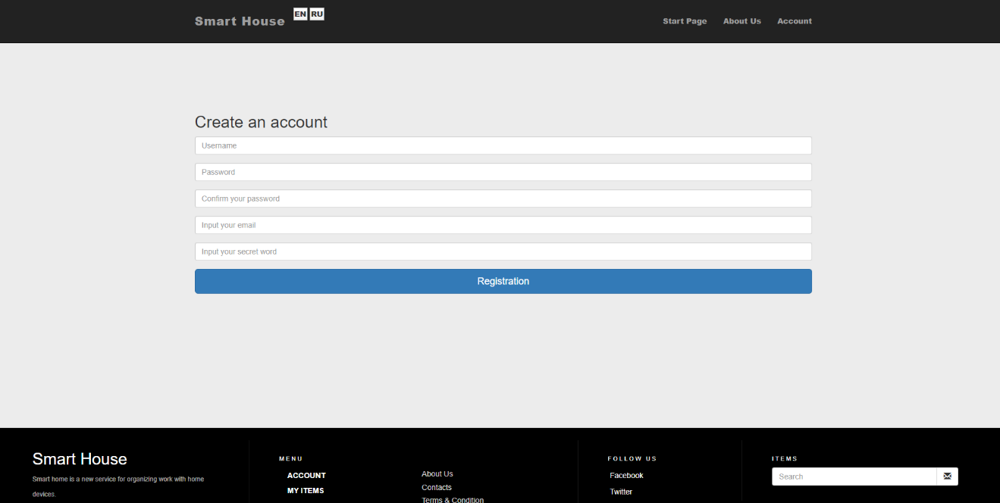 Smart House EN RU Start Page About Us Account
Create an account
Username
Password
Confirm your password
Input your email
Input your secret word
Registration
Smart House
Smart home is a new service for organizing work with home
devices.
MENU
ACCOUNT
MY ITEMS
About Us
Contacts
Terms & Condition
FOLLOW US
Facebook
Twitter
ITEMS
Search